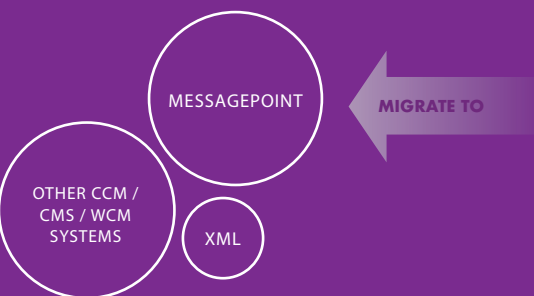 MESSAGEPOINT
MIGRATE TO
OTHER CCM /
CMS / WCM
SYSTEMS
XML